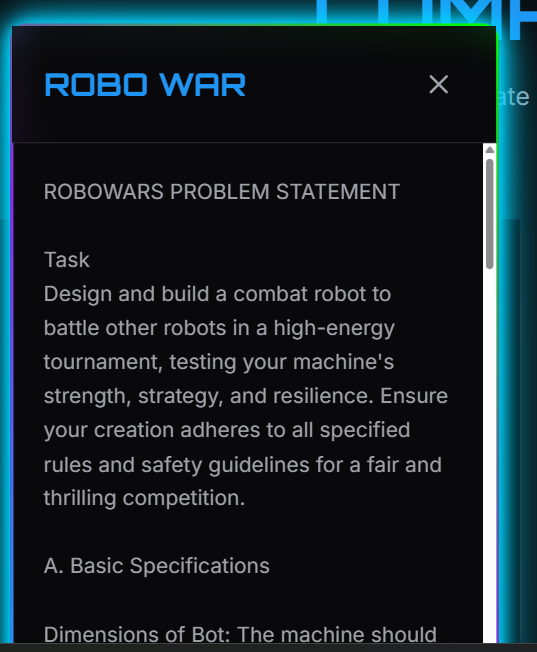 ROBO WAR
ate
ROBOWARS PROBLEM STATEMENT
Task
Design and build a combat robot to
battle other robots in a high-energy
tournament, testing your machine's
strength, strategy, and resilience. Ensure
your creation adheres to all specified
rules and safety guidelines for a fair and
thrilling competition.
A. Basic Specifications
Dimensions of Bot: The machine should